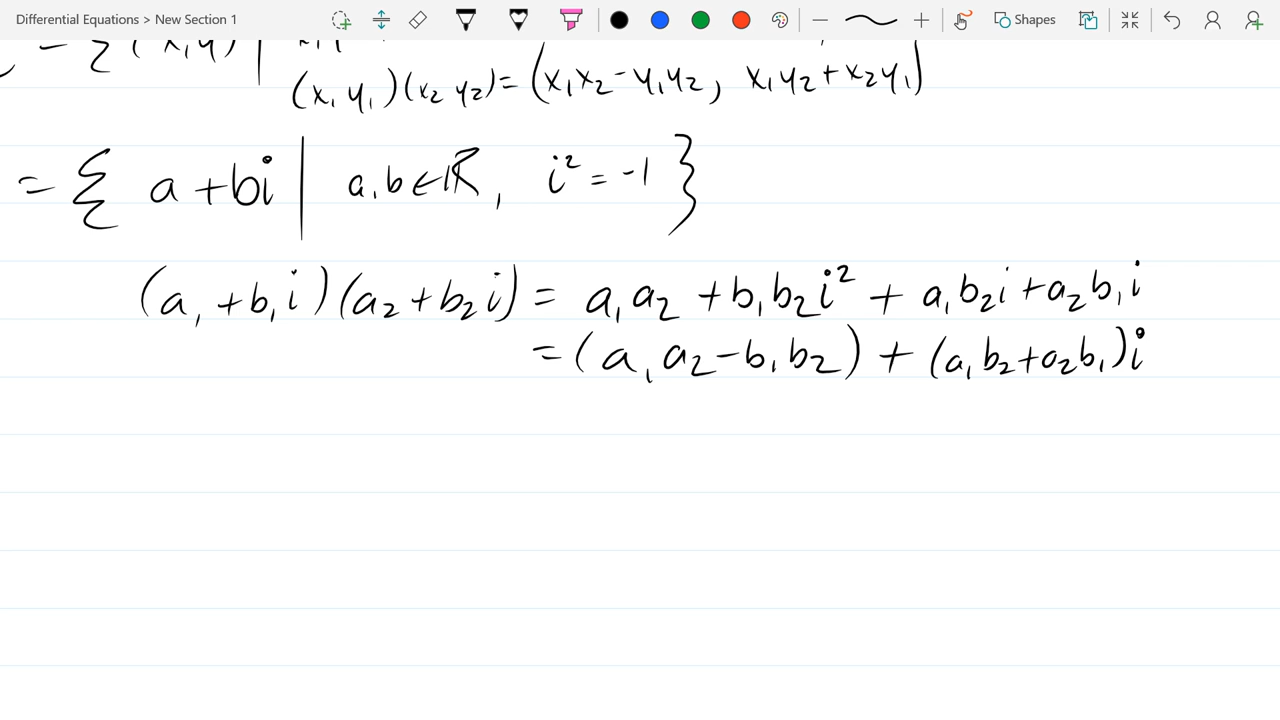 Differential Equations > New Section 1
Shapes
{(x,y) |
(x₁ y₁)(x₂ y₂) = (x₁x₂ - y₁y₂, x₁y₂ + x₂y₁)
= { a + bi | a, b ∈ ℝ, i² = -1 }
(a₁ + b₁i)(a₂ + b₂i) = a₁a₂ + b₁b₂i² + a₁b₂i + a₂b₁i
= (a₁a₂ - b₁b₂) + (a₁b₂ + a₂b₁)i